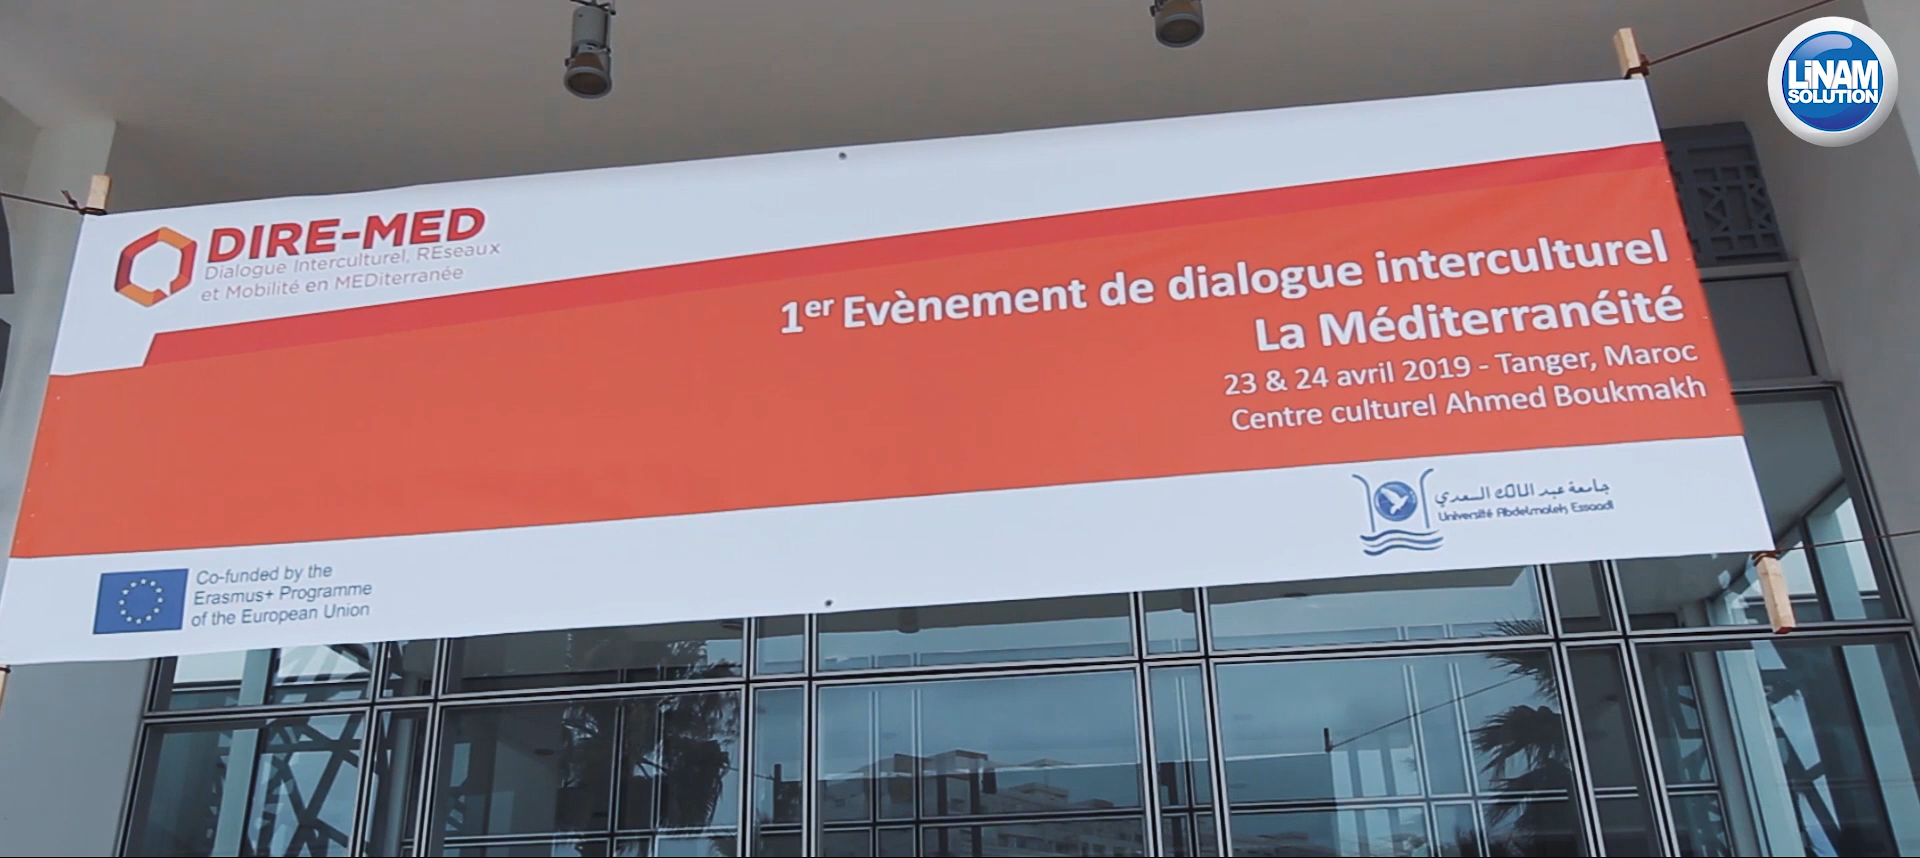 LiNAM
SOLUTION
DIRE-MED
Dialogue Interculturel, REseaux
et Mobilité en MEDiterranée
1er Evènement de dialogue interculturel
La Méditerranéité
23 & 24 avril 2019 - Tanger, Maroc
Centre culturel Ahmed Boukmakh
جامعة عبد المالك السعدي
Université Abdelmalek Essaadi
Co-funded by the
Erasmus+ Programme
of the European Union